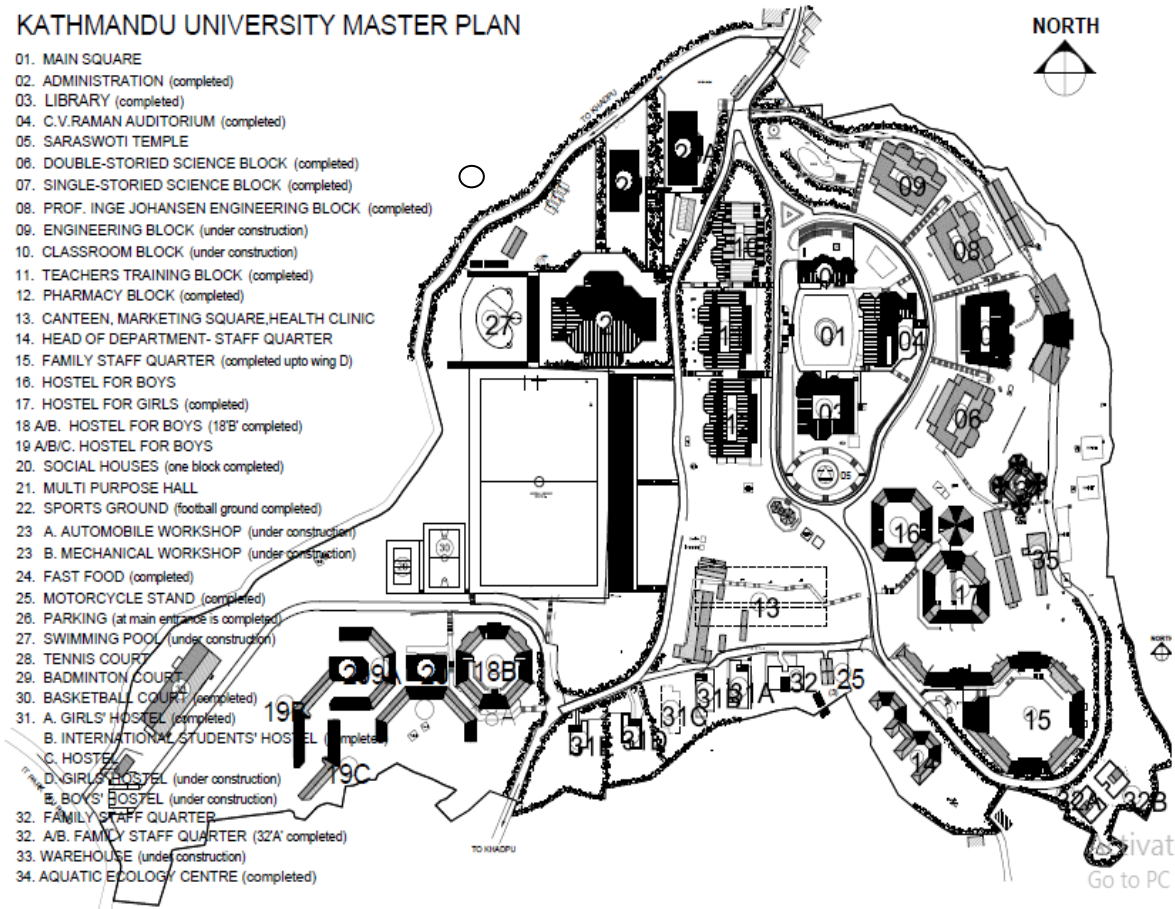 KATHMANDU UNIVERSITY MASTER PLAN
01. MAIN SQUARE
02. ADMINISTRATION (completed)
03. LIBRARY (completed)
04. C.V.RAMAN AUDITORIUM (completed)
05. SARASWOTI TEMPLE
06. DOUBLE-STORIED SCIENCE BLOCK (completed)
07. SINGLE-STORIED SCIENCE BLOCK (completed)
08. PROF. INGE JOHANSEN ENGINEERING BLOCK (completed)
09. ENGINEERING BLOCK (under construction)
10. CLASSROOM BLOCK (under construction)
11. TEACHERS TRAINING BLOCK (completed)
12. PHARMACY BLOCK (completed)
13. CANTEEN, MARKETING SQUARE,HEALTH CLINIC
14. HEAD OF DEPARTMENT- STAFF QUARTER
15. FAMILY STAFF QUARTER (completed upto wing D)
16. HOSTEL FOR BOYS
17. HOSTEL FOR GIRLS (completed)
18 A/B. HOSTEL FOR BOYS (18'B' completed)
19 A/B/C. HOSTEL FOR BOYS
20. SOCIAL HOUSES (one block completed)
21. MULTI PURPOSE HALL
22. SPORTS GROUND (football ground completed)
23 A. AUTOMOBILE WORKSHOP (under construction)
23 B. MECHANICAL WORKSHOP (under construction)
24. FAST FOOD (completed)
25. MOTORCYCLE STAND (completed)
26. PARKING (at main entrance is completed)
27. SWIMMING POOL (under construction)
28. TENNIS COURT
29. BADMINTON COURT
30. BASKETBALL COURT (completed)
31. A. GIRLS' HOSTEL (completed)
B. INTERNATIONAL STUDENTS' HOSTEL (completed)
C. HOSTEL
D. GIRLS HOSTEL (under construction)
E. BOYS' HOSTEL (under construction)
32. FAMILY STAFF QUARTER
32. A/B. FAMILY STAFF QUARTER (32'A' completed)
33. WAREHOUSE (under construction)
34. AQUATIC ECOLOGY CENTRE (completed)
NORTH
TO KHADPU
09
08
27
01
04
03
06
05
16
17
35
30
13
18B
19B
19C
31C
31A
32
25
15
32A
32B
31D
NORTH
TO KHADPU
Go to PC